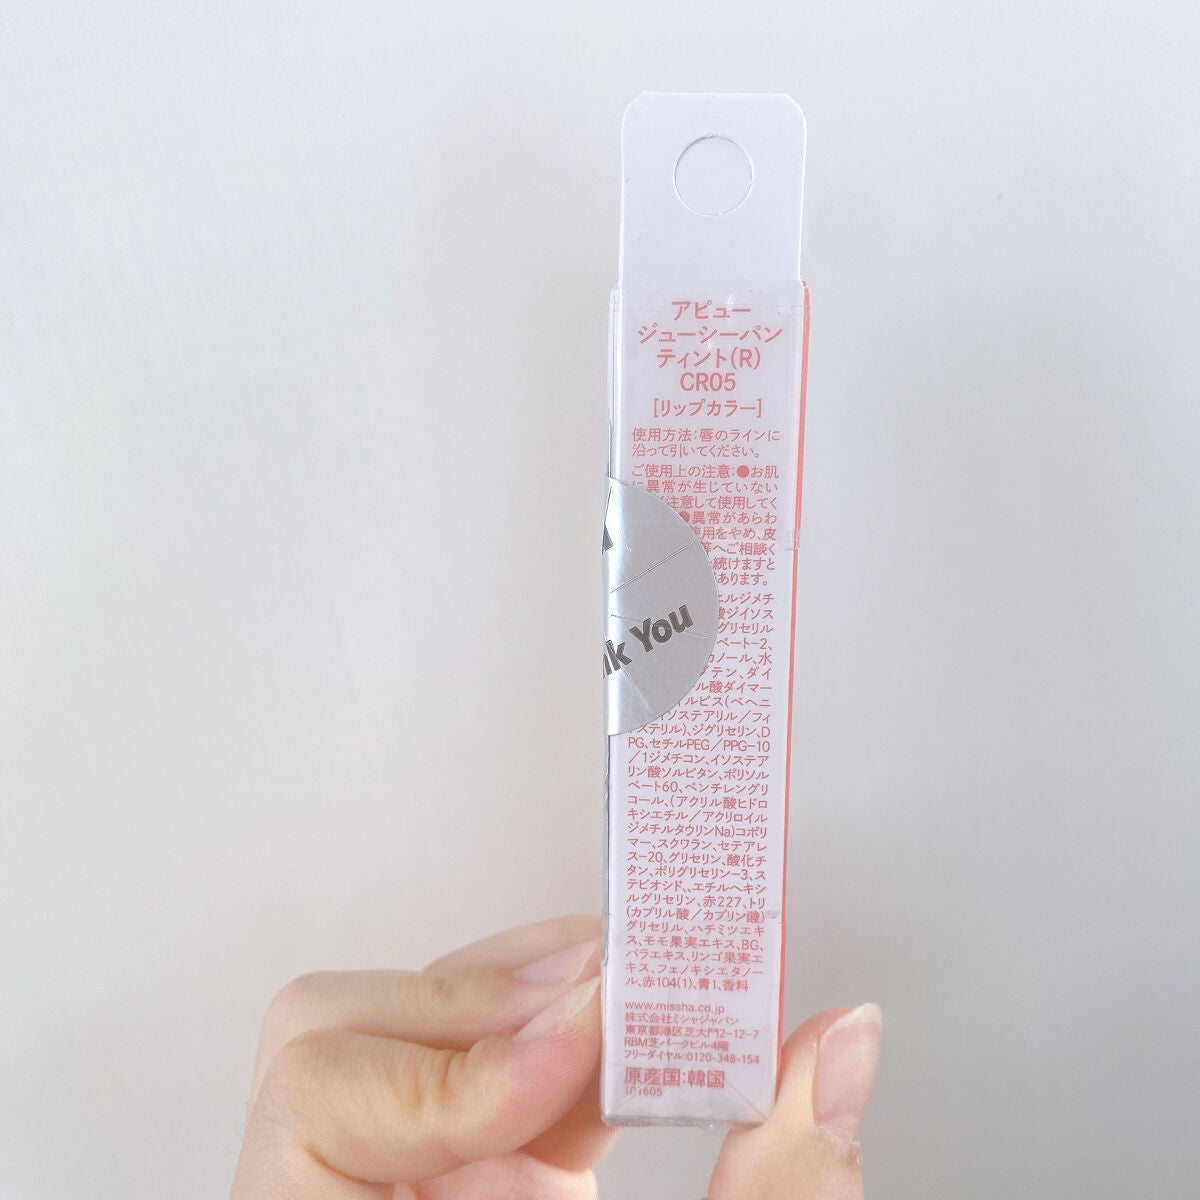 アピュー
ジューシーパン
ティント(R)
CR05
[リップカラー]
使用方法:唇のラインに
沿って引いてください。
ご使用上の注意:●お肌
に異常が生じていない
く注意して使用してく
●異常があらわ
使用をやめ、皮
等へご相談く
続けますと
があります。
ェルジメチ
酸ジイソス
グリセリル
ペート-2、
カノール、水
プテン、ダイ
ール酸ダイマー
イルビス(ベヘニ
イソステアリル/フィ
トステリル)、ジグリセリン、D
PG、セチルPEG/PPG-10
/1ジメチコン、イソステア
リン酸ソルビタン、ポリソル
ベート60、ペンチレングリ
コール、(アクリル酸ヒドロ
キシエチル/アクリロイル
ジメチルタウリンNa)コポリ
マー、スクワラン、セテアレ
ス-20、グリセリン、酸化チ
タン、ポリグリセリン-3、ス
テビオシド、、エチルヘキシ
ルグリセリン、赤227、トリ
(カプリル酸/カプリン酸)
グリセリル、ハチミツエキ
ス、モモ果実エキス、BG、
バラエキス、リンゴ果実エ
キス、フェノキシエタノー
ル、赤104(1)、青1、香料
nk You
www.missha.co.jp
株式会社ミシャジャパン
東京都港区芝大門2-12-7
RBM芝パークビル4階
フリーダイヤル:0120-348-154
原産国:韓国
101605